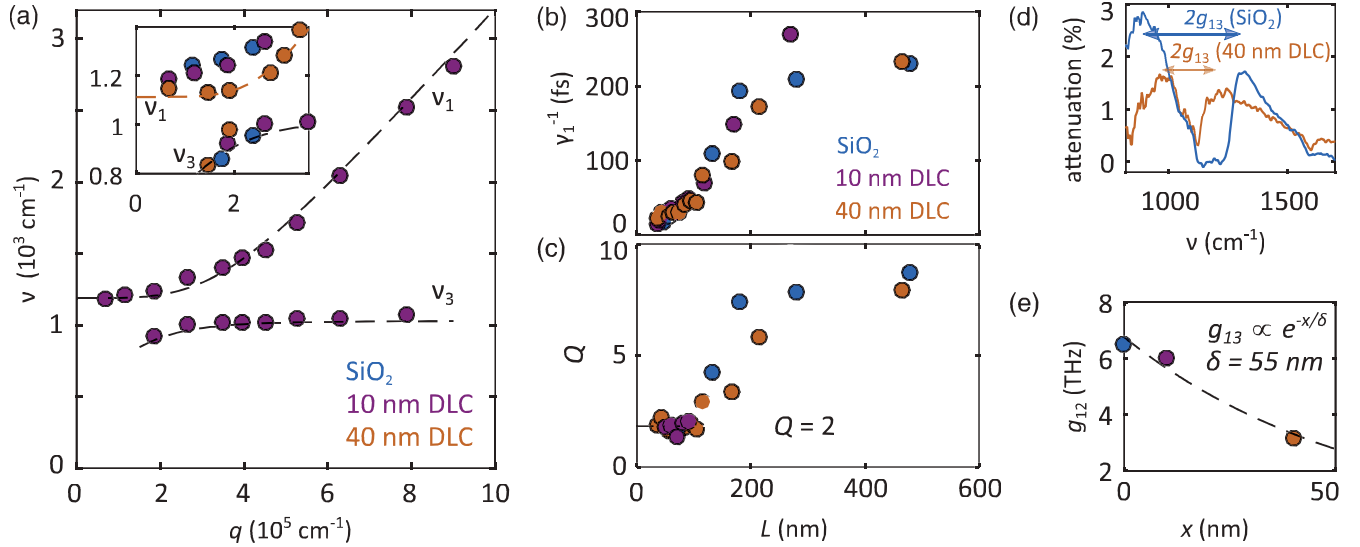 (a)
ν (10³ cm⁻¹)
3
2
1
0
0 2 4 6 8 10
q (10⁵ cm⁻¹)
1.2
1
0.8
0 2
ν₁
ν₃
ν₁
ν₃
SiO₂
10 nm DLC
40 nm DLC
(b)
γ₁⁻¹ (fs)
300
200
100
0
SiO₂
10 nm DLC
40 nm DLC
(c)
Q
10
5
0
Q = 2
0 200 400 600
L (nm)
(d)
attenuation (%)
3
2
1
0
2g₁₃ (SiO₂)
2g₁₃ (40 nm DLC)
1000 1500
ν (cm⁻¹)
(e)
g₁₂ (THz)
8
6
4
2
g₁₃ ∝ e⁻ˣ/ᵟ
δ = 55 nm
0 50
x (nm)